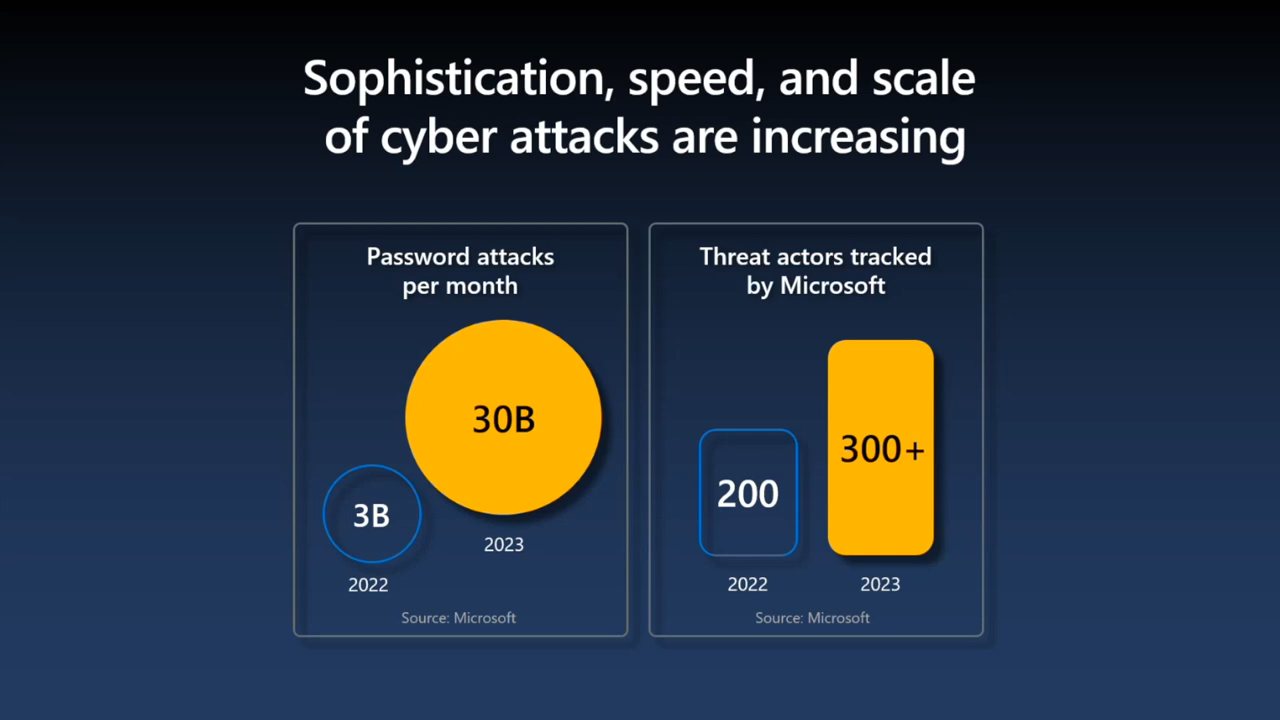 Sophistication, speed, and scale
of cyber attacks are increasing
Password attacks
per month
30B
3B
2023
2022
Source: Microsoft
Threat actors tracked
by Microsoft
300+
200
2022
2023
Source: Microsoft